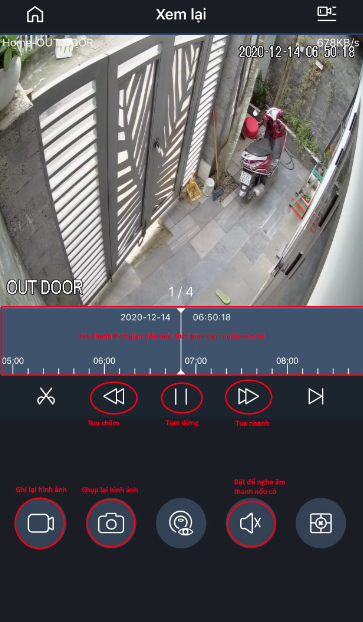 Xem lại
Home-OUT DOOR 678KB/s
2020-12-14 06:50:18
OUT DOOR
1 / 4
2020-12-14 06:50:18
05:00 06:00 07:00 08:00
Tua chậm Tạm dừng Tua nhanh
Ghi lại hình ảnh Chụp lại hình ảnh Bật để nghe âm
thanh nếu có